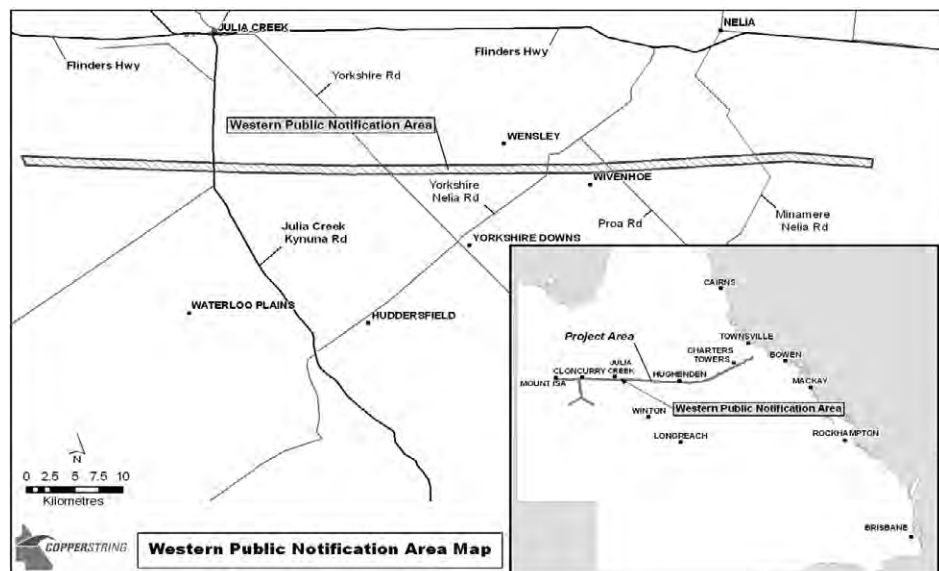 JULIA CREEK
NELIA
Flinders Hwy
Flinders Hwy
Yorkshire Rd
Western Public Notification Area
WENSLEY
WIVENHOE
Yorkshire
Nelia Rd
Proa Rd
Minamere
Nelia Rd
Julia Creek
Kynuna Rd
YORKSHIRE DOWNS
WATERLOO PLAINS
HUDDERSFIELD
N
0 2.5 5 7.5 10
Kilometres
COPPERSTRING
Western Public Notification Area Map
CAIRNS
TOWNSVILLE
Project Area
CHARTERS
TOWERS
BOWEN
JULIA
CREEK
CLONCURRY
MOUNT ISA
HUGHENDEN
MACKAY
Western Public Notification Area
WINTON
LONGREACH
ROCKHAMPTON
BRISBANE